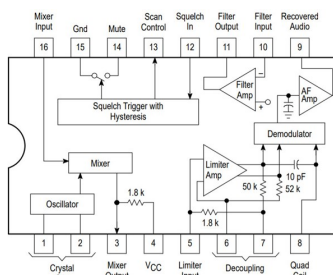 Mixer Input
Gnd
Mute
Scan Control
Squelch In
Filter Output
Filter Input
Recovered Audio
16
15
14
13
12
11
10
9
Filter Amp
−
+
AF Amp
Squelch Trigger with Hysteresis
Demodulator
Mixer
Limiter Amp
10 pF
1.8 k
50 k
52 k
Oscillator
1.8 k
1
2
3
4
5
6
7
8
Crystal
Mixer Output
VCC
Limiter Input
Decoupling
Quad Coil